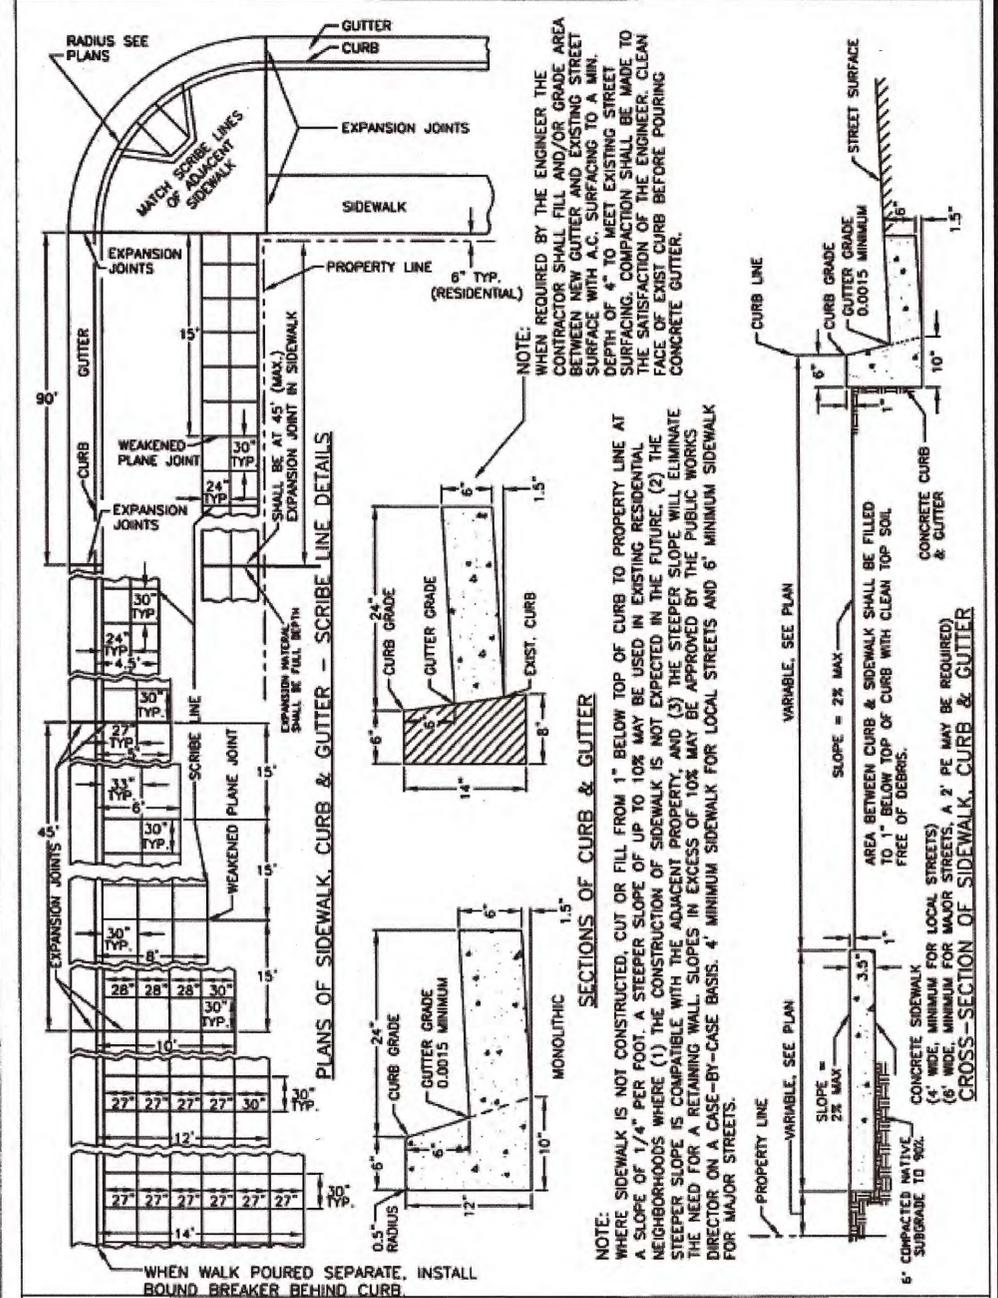 GUTTER
CURB
RADIUS SEE
PLANS
MATCH SCRIBE LINES
OF ADJACENT
SIDEWALK
EXPANSION JOINTS
SIDEWALK
EXPANSION
JOINTS
PROPERTY LINE
6" TYP.
(RESIDENTIAL)
90'
GUTTER
CURB
15'
WEAKENED
PLANE JOINT
30"
TYP.
24"
TYP
SHALL BE AT 45' (MAX.)
EXPANSION JOINT IN SIDEWALK
EXPANSION
JOINTS
EXPANSION MATERIAL
SHALL BE FULL DEPTH
30"
TYP.
24"
TYP.
4.5'
30"
TYP.
27"
TYP
5'
SCRIBE LINE
33"
TYP
6'
30"
TYP.
WEAKENED PLANE JOINT
45'
EXPANSION JOINTS
15'
15'
15'
30"
TYP.
8'
28" 28" 28" 30"
30"
TYP.
10'
27" 27" 27" 27" 30"
30"
TYP.
12'
27" 27" 27" 27" 27" 27"
30"
TYP.
14'
WHEN WALK POURED SEPARATE, INSTALL
BOUND BREAKER BEHIND CURB.
PLANS OF SIDEWALK, CURB & GUTTER - SCRIBE LINE DETAILS
0.5"
RADIUS
6"
24"
CURB GRADE
GUTTER GRADE
0.0015 MINIMUM
6"
6"
1.5"
12"
10"
MONOLITHIC
6"
24"
CURB GRADE
GUTTER GRADE
6"
6"
1.5"
14"
8"
EXIST. CURB
NOTE:
WHEN REQUIRED BY THE ENGINEER THE
CONTRACTOR SHALL FILL AND/OR GRADE AREA
BETWEEN NEW GUTTER AND EXISTING STREET
SURFACE WITH A.C. SURFACING TO A MIN.
DEPTH OF 4" TO MEET EXISTING STREET
SURFACING. COMPACTION SHALL BE MADE TO
THE SATISFACTION OF THE ENGINEER. CLEAN
FACE OF EXIST CURB BEFORE POURING
CONCRETE GUTTER.
SECTIONS OF CURB & GUTTER
NOTE:
WHERE SIDEWALK IS NOT CONSTRUCTED, CUT OR FILL FROM 1" BELOW TOP OF CURB TO PROPERTY LINE AT
A SLOPE OF 1/4" PER FOOT. A STEEPER SLOPE OF UP TO 10% MAY BE USED IN EXISTING RESIDENTIAL
NEIGHBORHOODS WHERE (1) THE CONSTRUCTION OF SIDEWALK IS NOT EXPECTED IN THE FUTURE, (2) THE
STEEPER SLOPE IS COMPATIBLE WITH THE ADJACENT PROPERTY, AND (3) THE STEEPER SLOPE WILL ELIMINATE
THE NEED FOR A RETAINING WALL. SLOPES IN EXCESS OF 10% MAY BE APPROVED BY THE PUBLIC WORKS
DIRECTOR ON A CASE-BY-CASE BASIS. 4' MINIMUM SIDEWALK FOR LOCAL STREETS AND 6' MINIMUM SIDEWALK
FOR MAJOR STREETS.
PROPERTY LINE
VARIABLE, SEE PLAN
VARIABLE, SEE PLAN
SLOPE =
2% MAX
SLOPE = 2% MAX
3.5"
1"
6" COMPACTED NATIVE
SUBGRADE TO 90%.
CONCRETE SIDEWALK
(4' WIDE, MINIMUM FOR LOCAL STREETS)
(6' WIDE, MINIMUM FOR MAJOR STREETS, A 2' PE MAY BE REQUIRED)
AREA BETWEEN CURB & SIDEWALK SHALL BE FILLED
TO 1" BELOW TOP OF CURB WITH CLEAN TOP SOIL
FREE OF DEBRIS.
CURB LINE
CURB GRADE
GUTTER GRADE
0.0015 MINIMUM
STREET SURFACE
6"
6"
1"
10"
1.5"
CONCRETE CURB
& GUTTER
CROSS-SECTION OF SIDEWALK, CURB & GUTTER